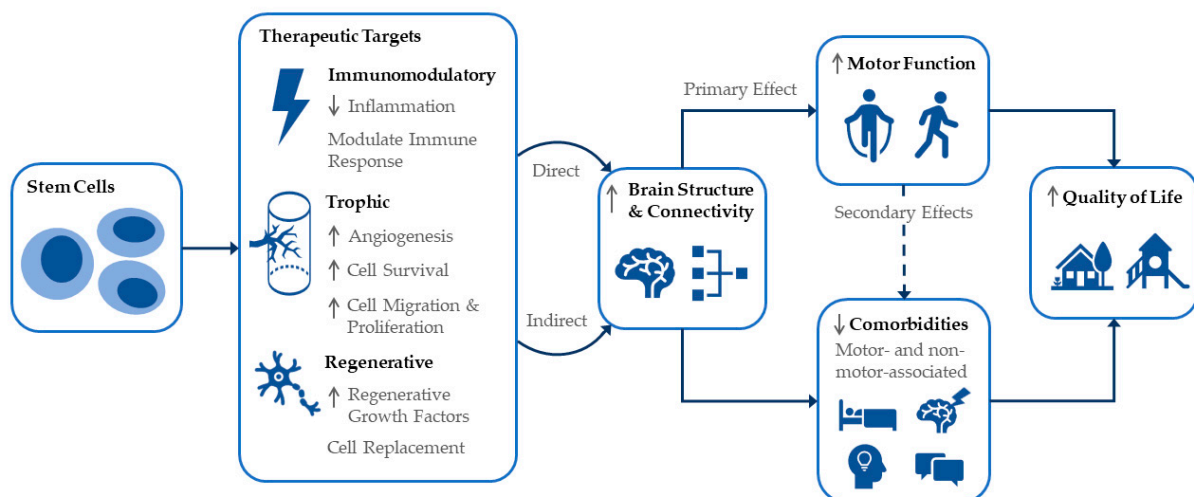 Stem Cells
Therapeutic Targets
Immunomodulatory
↓ Inflammation
Modulate Immune
Response
Trophic
↑ Angiogenesis
↑ Cell Survival
↑ Cell Migration &
Proliferation
Regenerative
↑ Regenerative
Growth Factors
Cell Replacement
Direct
Indirect
↑ Brain Structure
& Connectivity
Primary Effect
↑ Motor Function
Secondary Effects
↓ Comorbidities
Motor- and non-
motor-associated
↑ Quality of Life